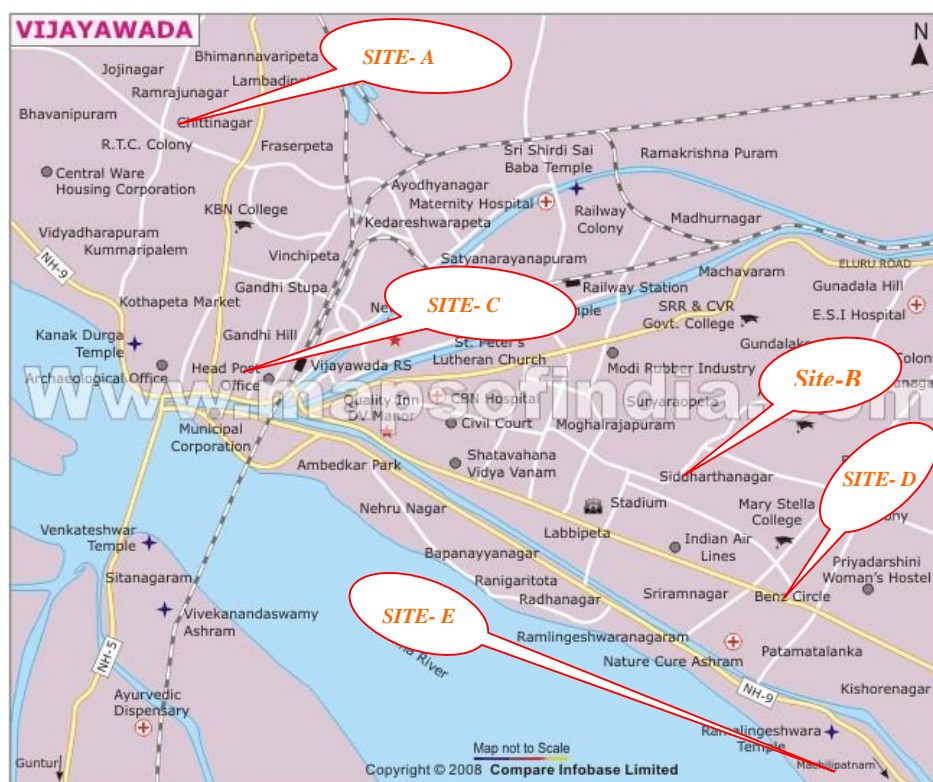 VIJAYAWADA
N
SITE- A
Bhimannavaripeta
Jojinagar
Ramrajunagar
Bhavanipuram
Chittinagar
R.T.C. Colony
Fraserpeta
Central Ware
Housing Corporation
Sri Shirdi Sai
Baba Temple
Ramakrishna Puram
Ayodhyanagar
Maternity Hospital
KBN College
Kedareshwarapeta
Railway
Colony
Madhurnagar
Vidyadharapuram
Kummaripalem
Vinchipeta
Satyanarayanapuram
NH-9
Machavaram
ELURU ROAD
Gandhi Stupa
Railway Station
Gunadala Hill
Kothapeta Market
SITE- C
SRR & CVR
Govt. College
E.S.I Hospital
Kanak Durga
Temple
Gandhi Hill
St. Peter's
Lutheran Church
Archaeological Office
Head Post
Office
Vijayawada RS
Modi Rubber Industry
Site-B
www.mapsofindia.com
Quality Inn
DV Manor
CBN Hospital
Suryaraopeta
Municipal
Corporation
Civil Court
Moghalrajapuram
Ambedkar Park
Shatavahana
Vidya Vanam
Siddharthanagar
SITE- D
Nehru Nagar
Stadium
Mary Stella
College
Labbipeta
Venkateshwar
Temple
Bapanayyanagar
Indian Air
Lines
Priyadarshini
Woman's Hostel
Sitanagaram
Ranigaritota
Radhanagar
Sriramnagar
Benz Circle
Vivekanandaswamy
Ashram
SITE- E
Ramlingeshwaranagaram
River
Nature Cure Ashram
Patamatalanka
NH-5
NH-9
Kishorenagar
Ayurvedic
Dispensary
Ramalingeshwara
Temple
Map not to Scale
Guntur
Machilipatnam
Copyright © 2008 Compare Infobase Limited